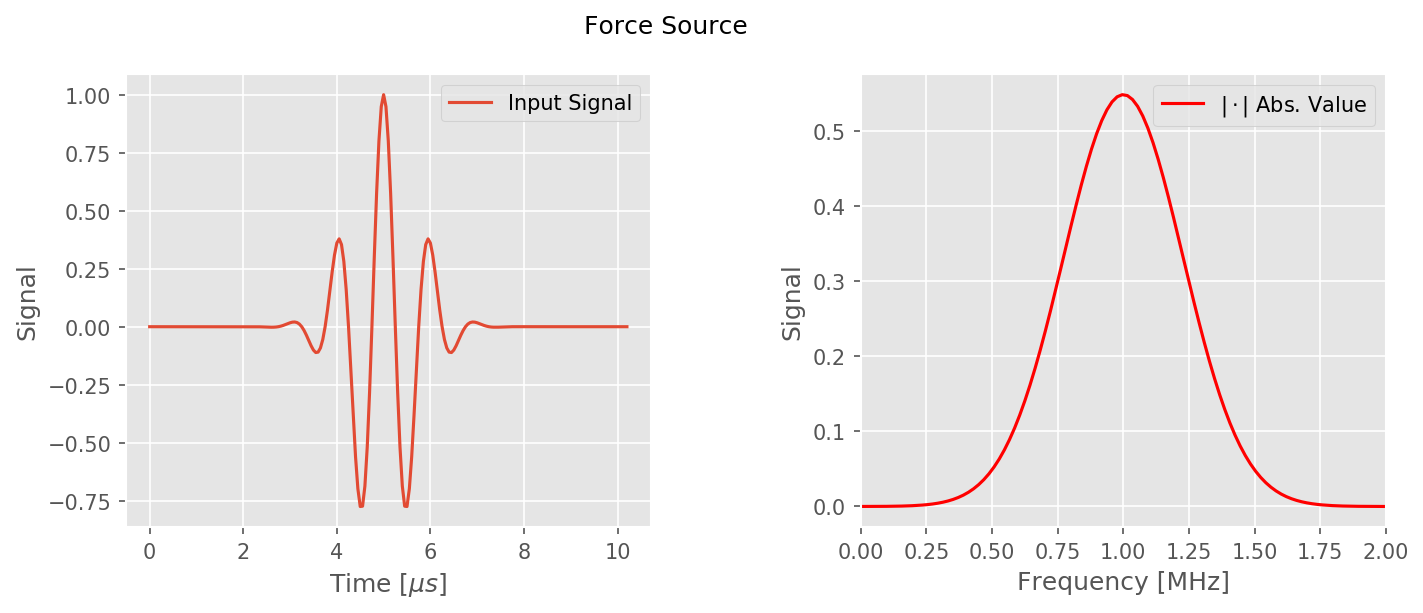 Force Source
Input Signal
1.00
0.75
0.50
0.25
0.00
−0.25
−0.50
−0.75
Signal
0 2 4 6 8 10
Time [μs]
|·| Abs. Value
0.5
0.4
0.3
0.2
0.1
0.0
Signal
0.00 0.25 0.50 0.75 1.00 1.25 1.50 1.75 2.00
Frequency [MHz]